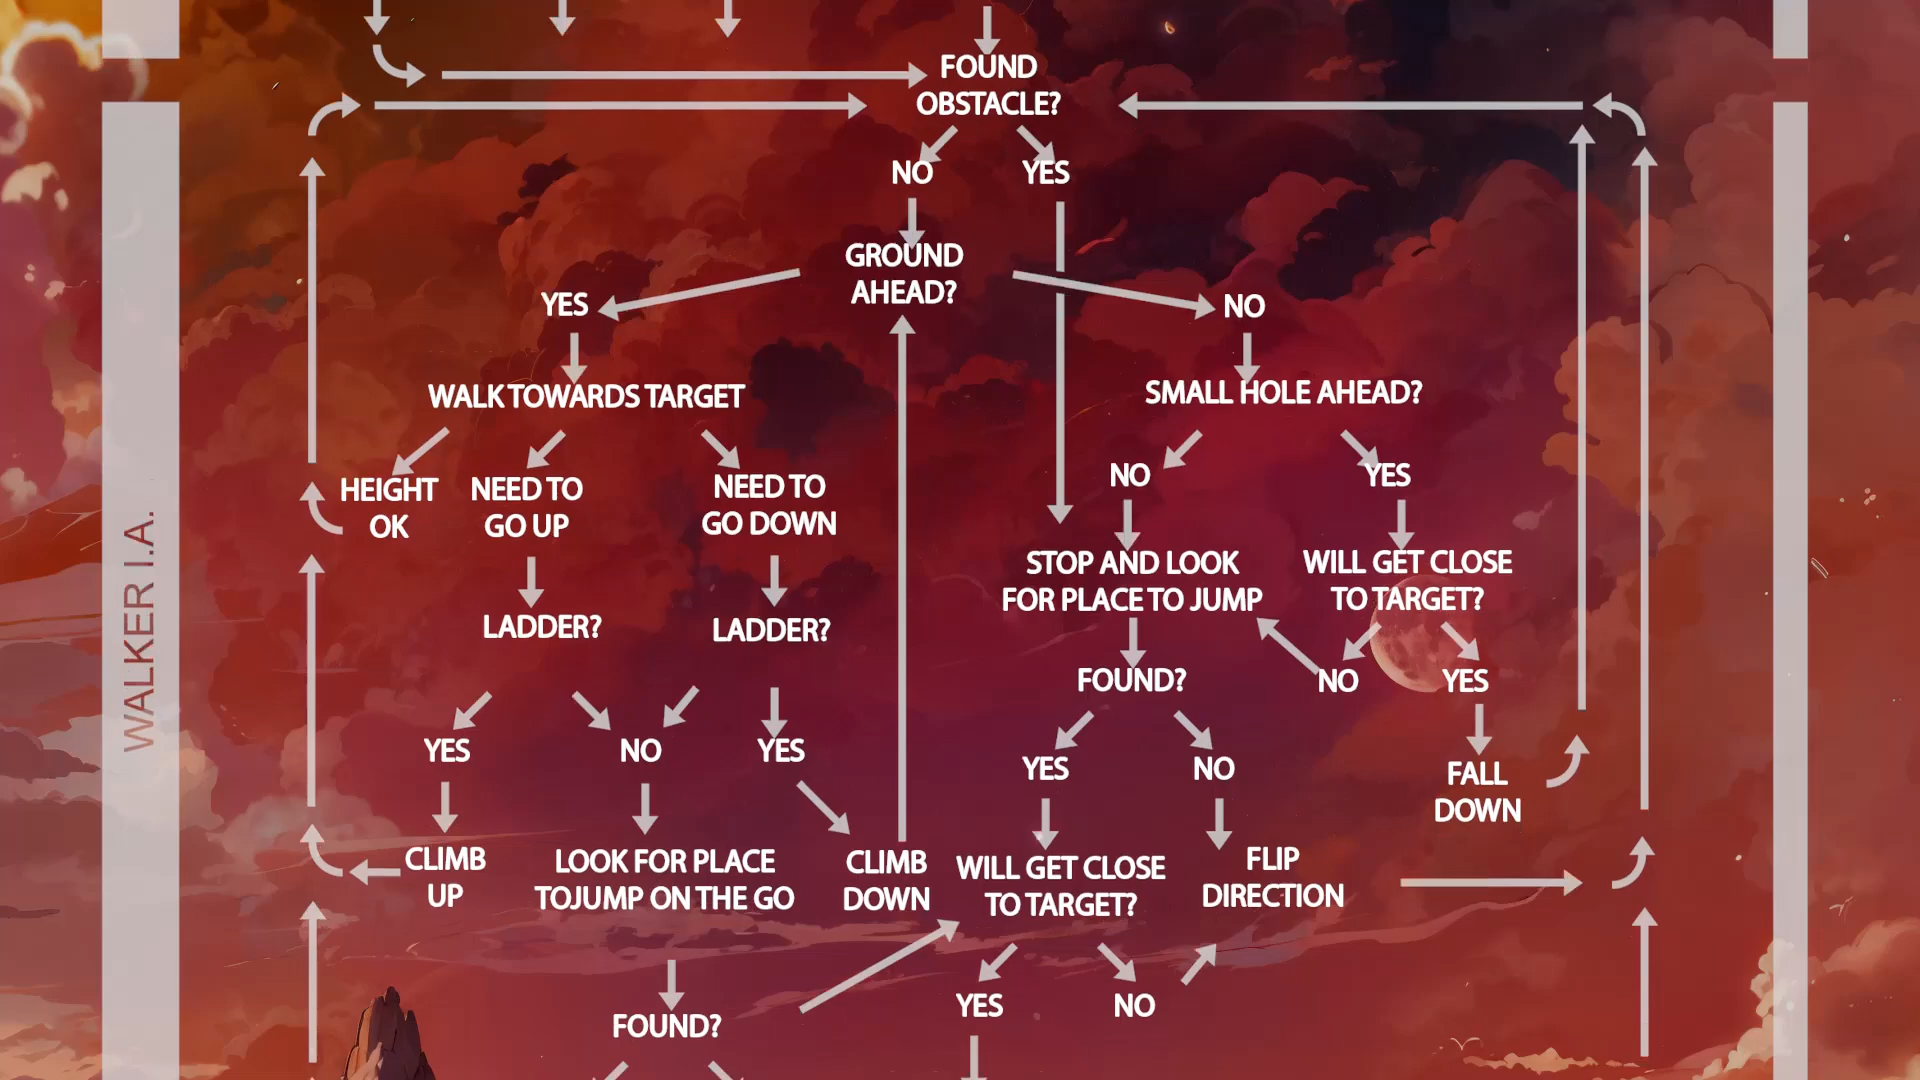 FOUND
OBSTACLE?
NO
YES
GROUND
AHEAD?
YES
NO
WALK TOWARDS TARGET
SMALL HOLE AHEAD?
HEIGHT
OK
NEED TO
GO UP
NEED TO
GO DOWN
NO
YES
STOP AND LOOK
FOR PLACE TO JUMP
WILL GET CLOSE
TO TARGET?
LADDER?
LADDER?
FOUND?
NO
YES
YES
NO
YES
YES
NO
FALL
DOWN
CLIMB
UP
LOOK FOR PLACE
TOJUMP ON THE GO
CLIMB
DOWN
WILL GET CLOSE
TO TARGET?
FLIP
DIRECTION
FOUND?
YES
NO
WALKER I.A.